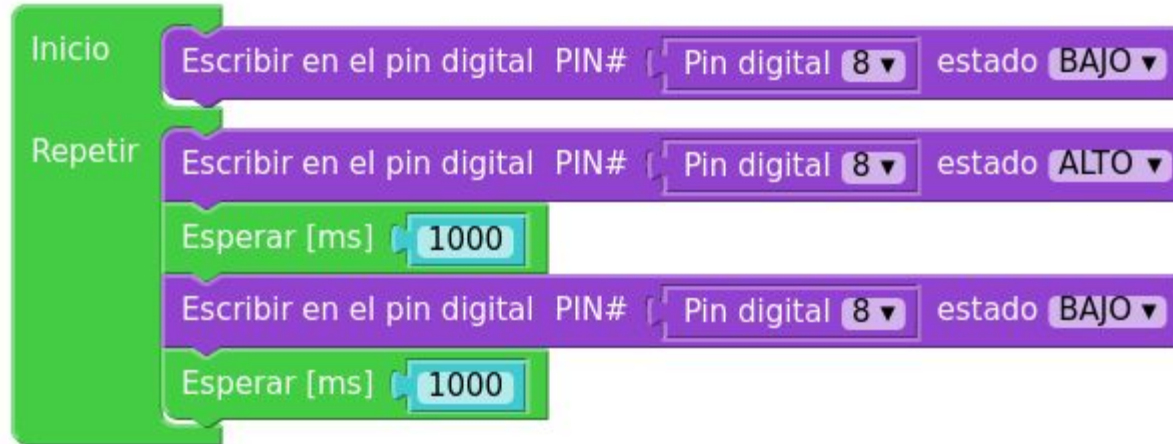 Inicio
Escribir en el pin digital PIN# Pin digital 8 ▼ estado BAJO ▼
Repetir
Escribir en el pin digital PIN# Pin digital 8 ▼ estado ALTO ▼
Esperar [ms] 1000
Escribir en el pin digital PIN# Pin digital 8 ▼ estado BAJO ▼
Esperar [ms] 1000